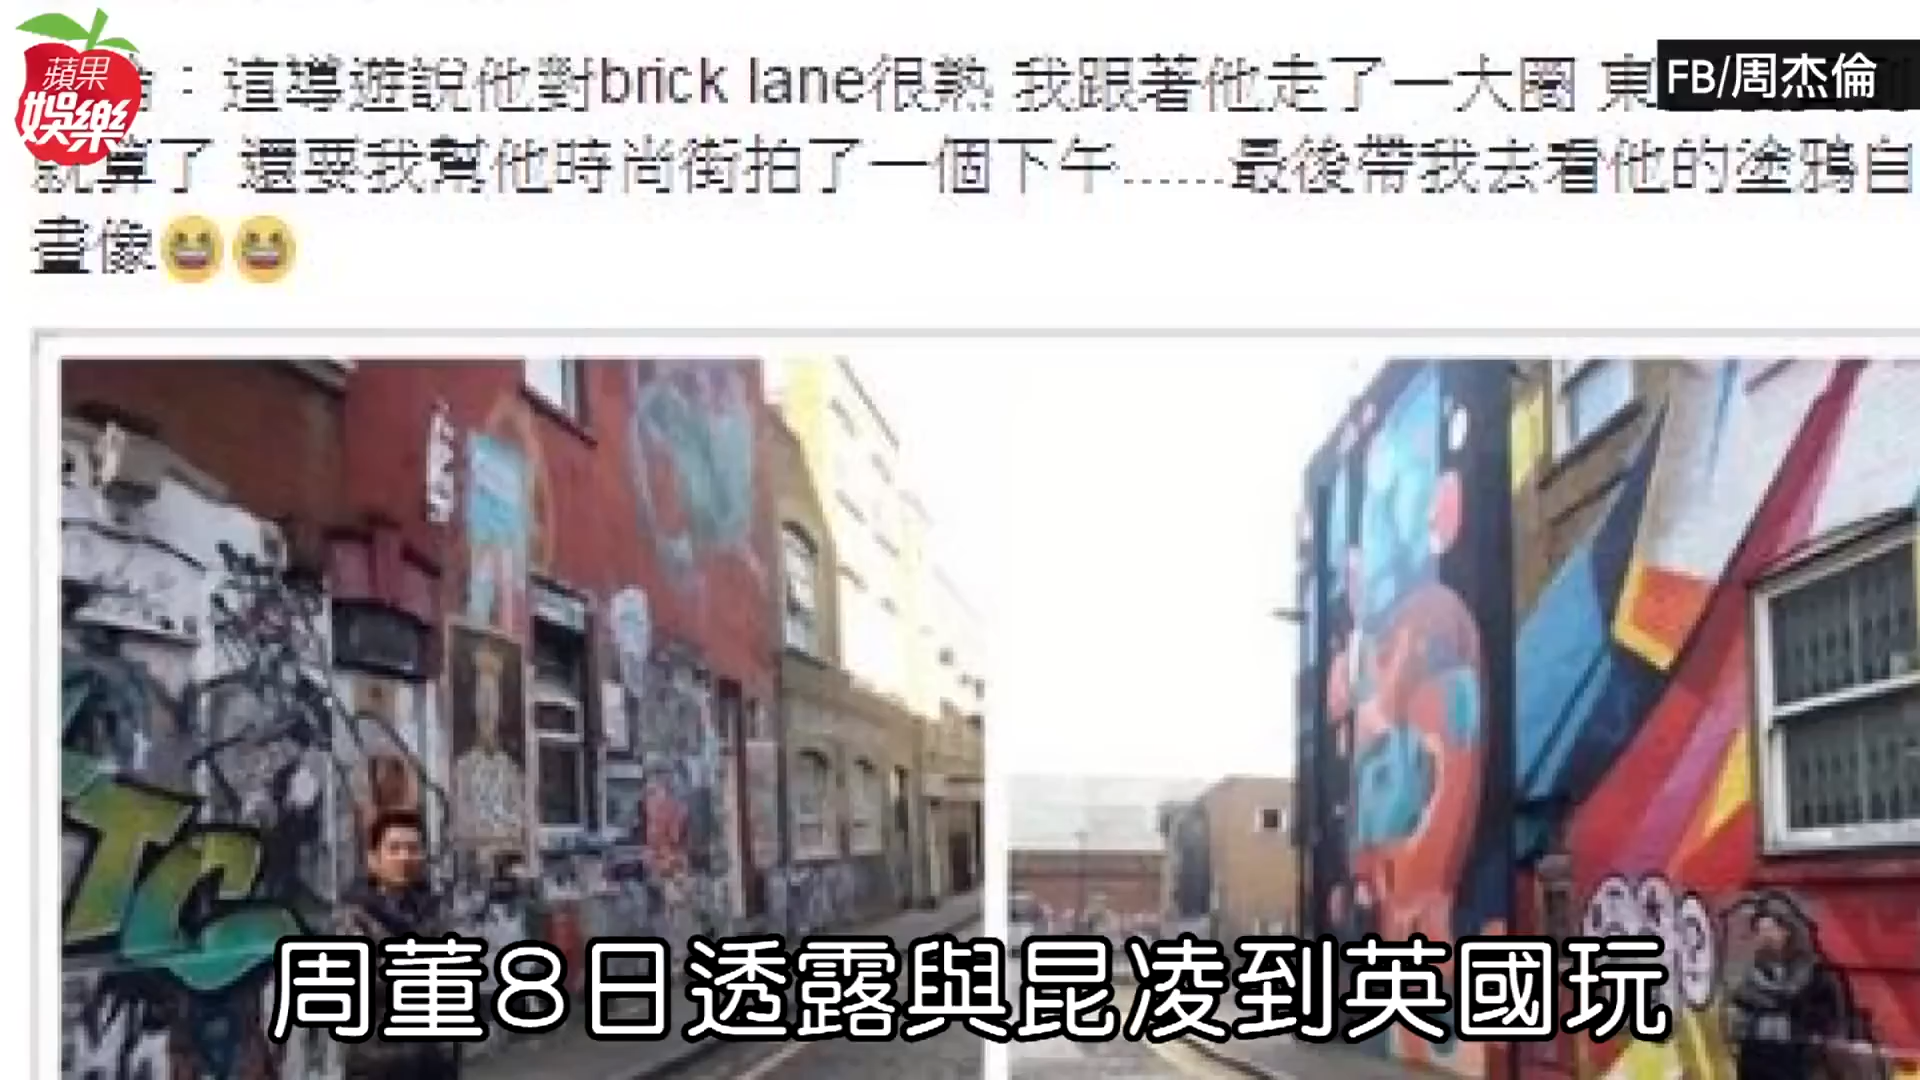 蘋果
娛樂
FB/周杰倫
：這導遊說他對brick lane很熟 我跟著他走了一大圈 東
就算了 還要我幫他時尚街拍了一個下午......最後帶我去看他的塗鴉自
畫像😄😄
TC
周董8日透露與昆凌到英國玩